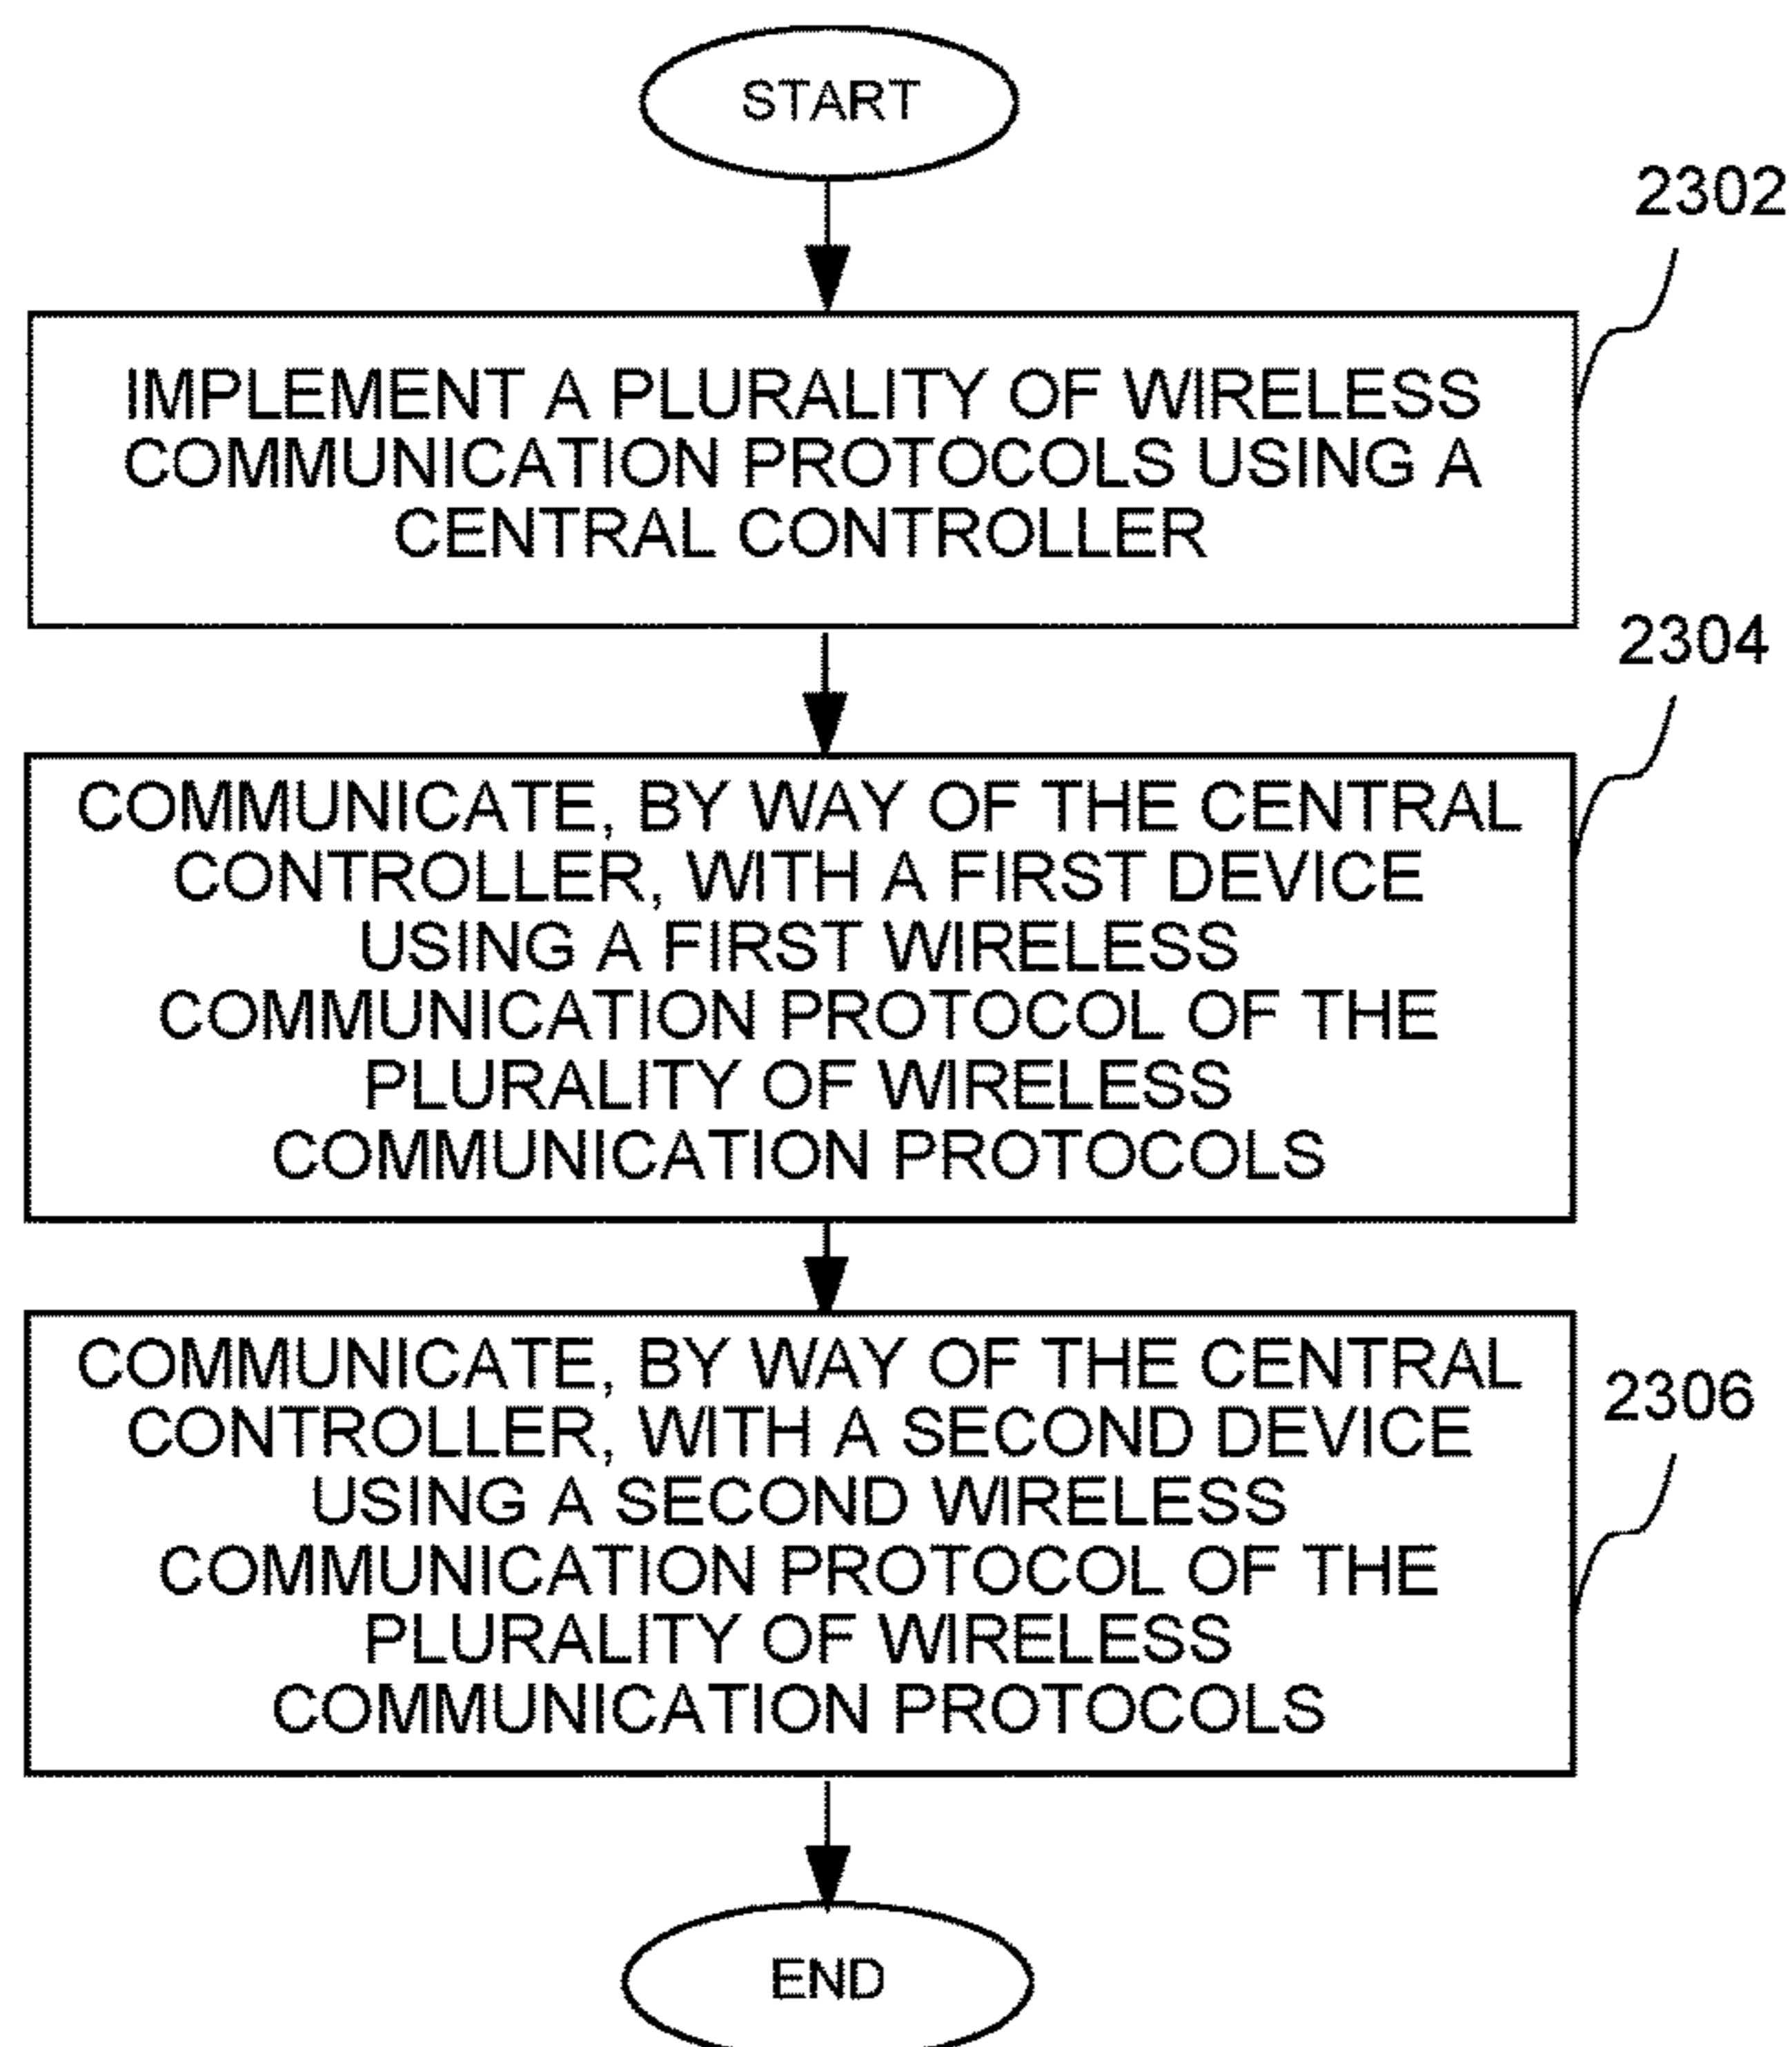 START
2302
IMPLEMENT A PLURALITY OF WIRELESS
COMMUNICATION PROTOCOLS USING A
CENTRAL CONTROLLER
2304
COMMUNICATE, BY WAY OF THE CENTRAL
CONTROLLER, WITH A FIRST DEVICE
USING A FIRST WIRELESS
COMMUNICATION PROTOCOL OF THE
PLURALITY OF WIRELESS
COMMUNICATION PROTOCOLS
COMMUNICATE, BY WAY OF THE CENTRAL
CONTROLLER, WITH A SECOND DEVICE
USING A SECOND WIRELESS
COMMUNICATION PROTOCOL OF THE
PLURALITY OF WIRELESS
COMMUNICATION PROTOCOLS
2306
END